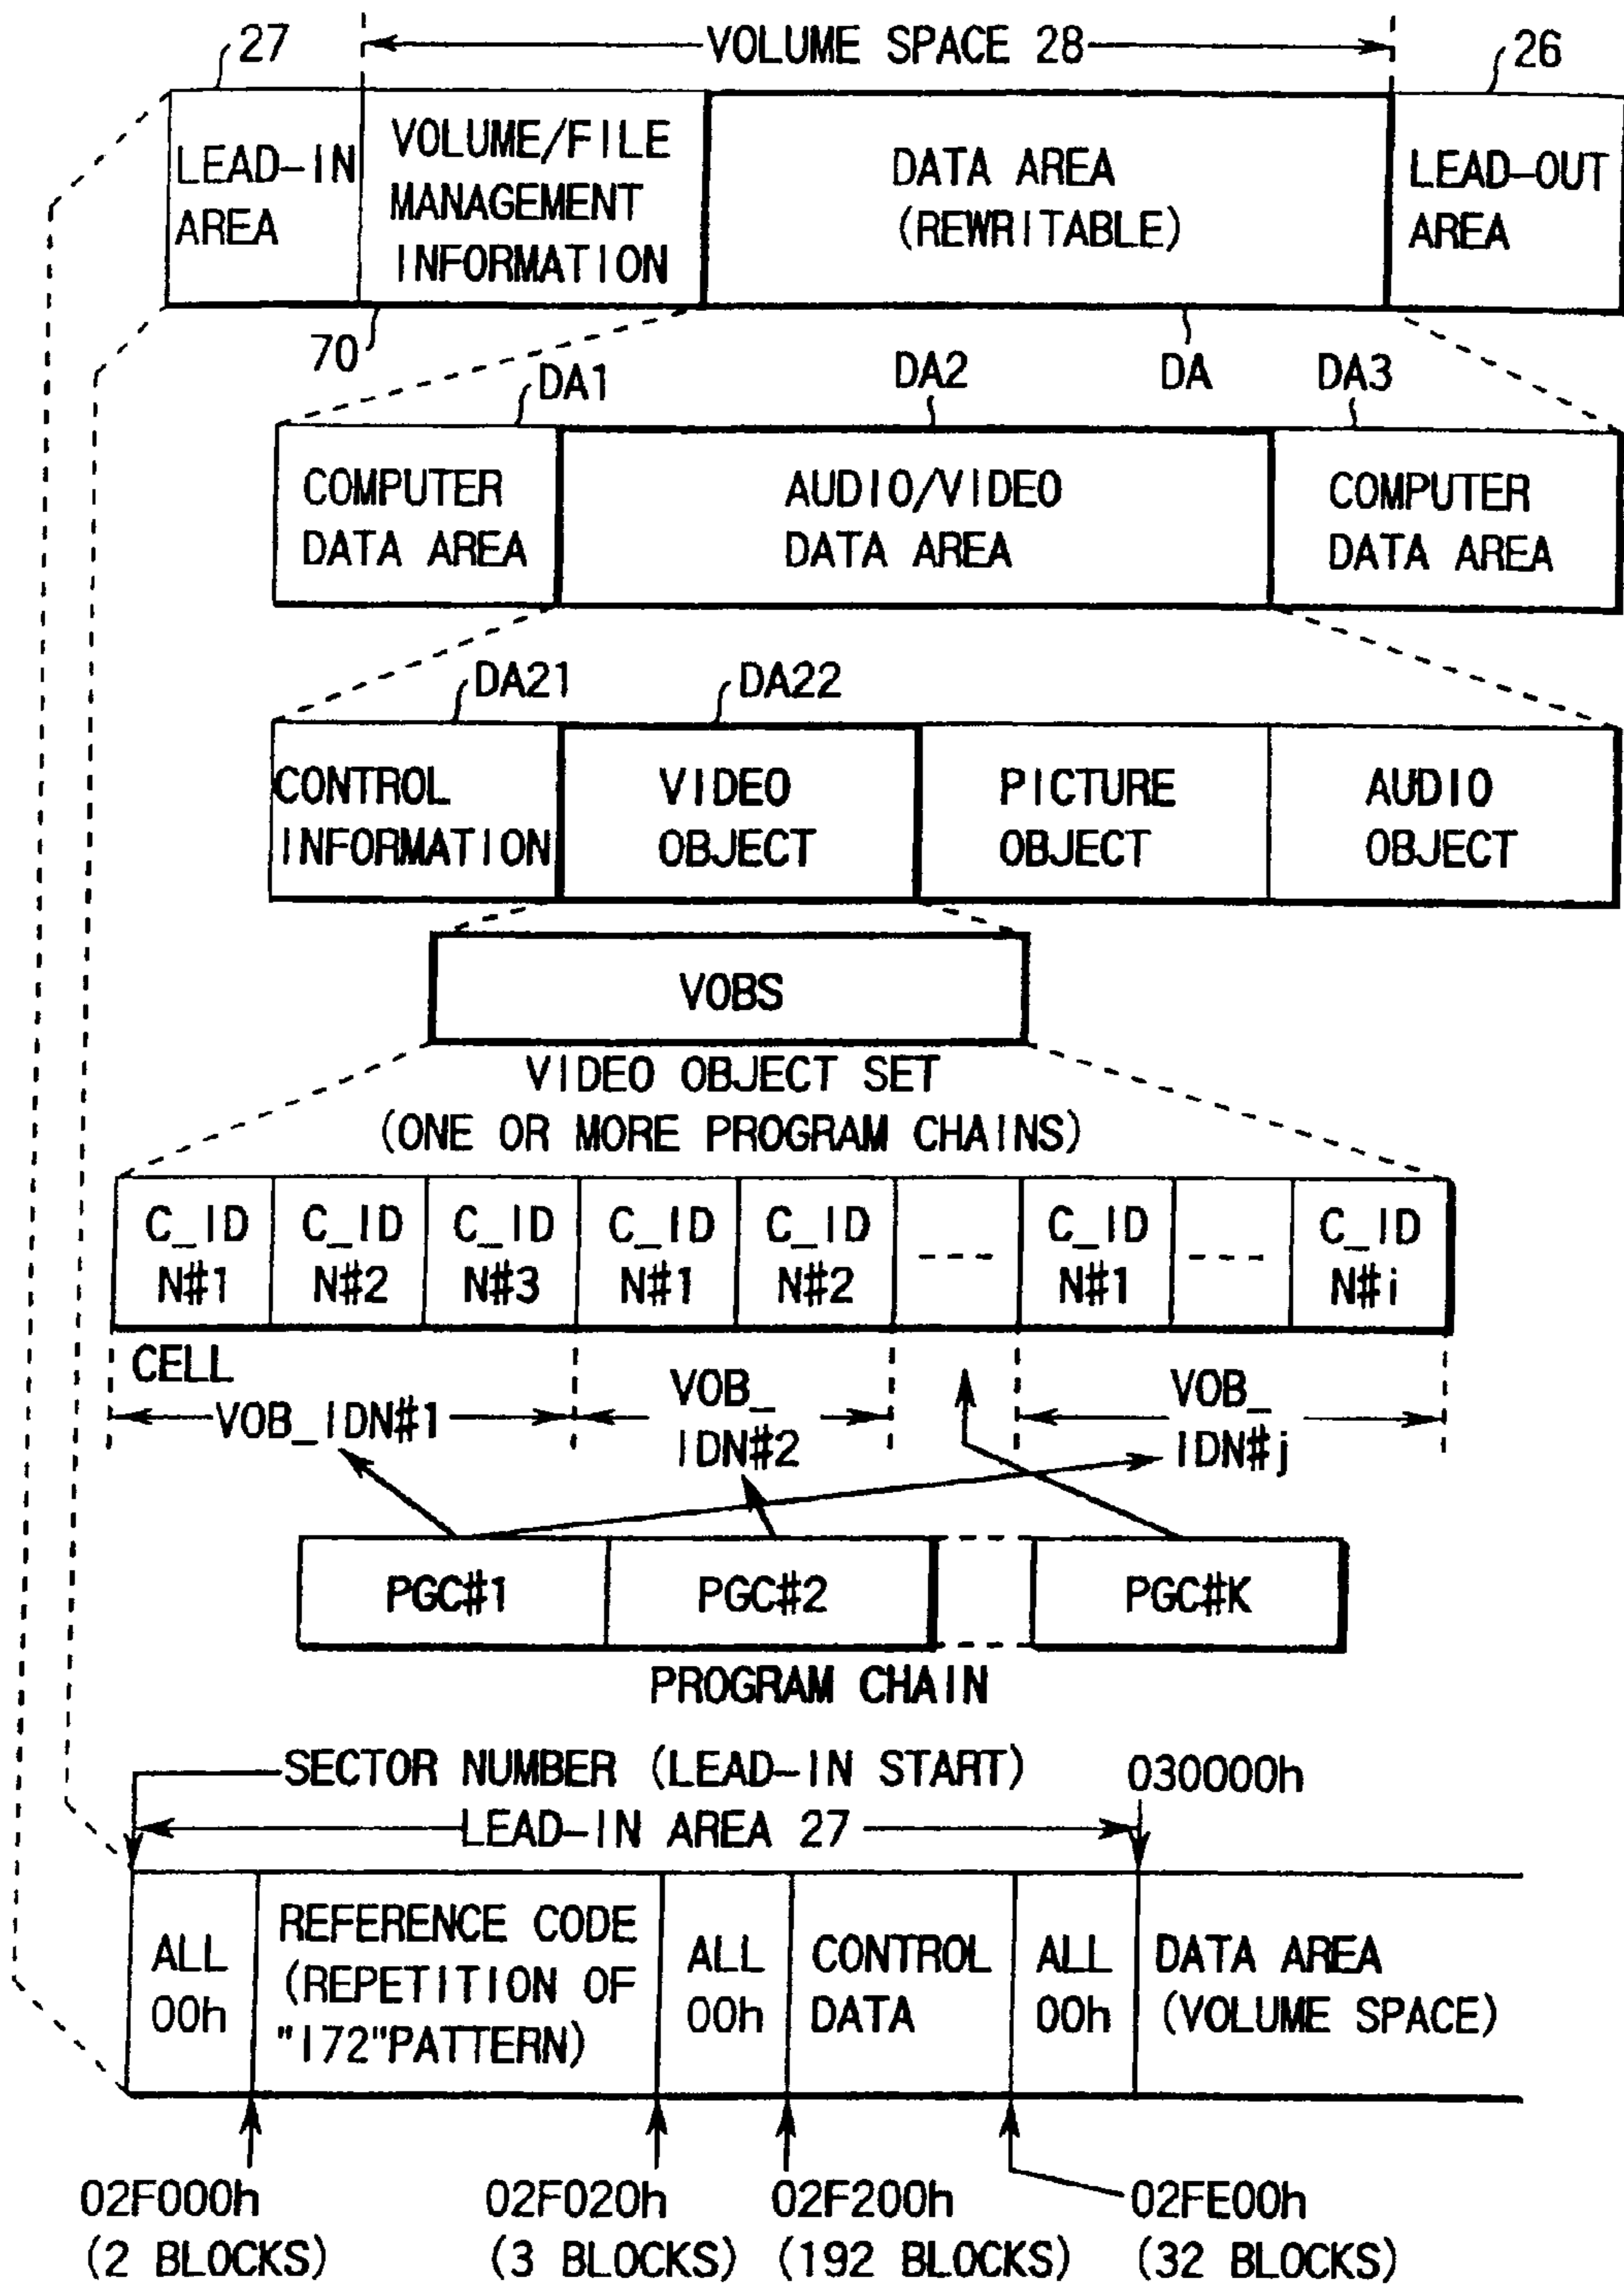 27
VOLUME SPACE 28
26
LEAD-IN
AREA
VOLUME/FILE
MANAGEMENT
INFORMATION
DATA AREA
(REWRITABLE)
LEAD-OUT
AREA
70
DA1
DA2
DA
DA3
COMPUTER
DATA AREA
AUDIO/VIDEO
DATA AREA
COMPUTER
DATA AREA
DA21
DA22
CONTROL
INFORMATION
VIDEO
OBJECT
PICTURE
OBJECT
AUDIO
OBJECT
VOBS
VIDEO OBJECT SET
(ONE OR MORE PROGRAM CHAINS)
C_ID
N#1
C_ID
N#2
C_ID
N#3
C_ID
N#1
C_ID
N#2
----
C_ID
N#1
----
C_ID
N#i
CELL
VOB_IDN#1
VOB_
IDN#2
VOB_
IDN#j
PGC#1
PGC#2
PGC#K
PROGRAM CHAIN
SECTOR NUMBER (LEAD-IN START)
030000h
LEAD-IN AREA 27
ALL
00h
REFERENCE CODE
(REPETITION OF
"172"PATTERN)
ALL
00h
CONTROL
DATA
ALL
00h
DATA AREA
(VOLUME SPACE)
02F000h
(2 BLOCKS)
02F020h
(3 BLOCKS)
02F200h
(192 BLOCKS)
02FE00h
(32 BLOCKS)